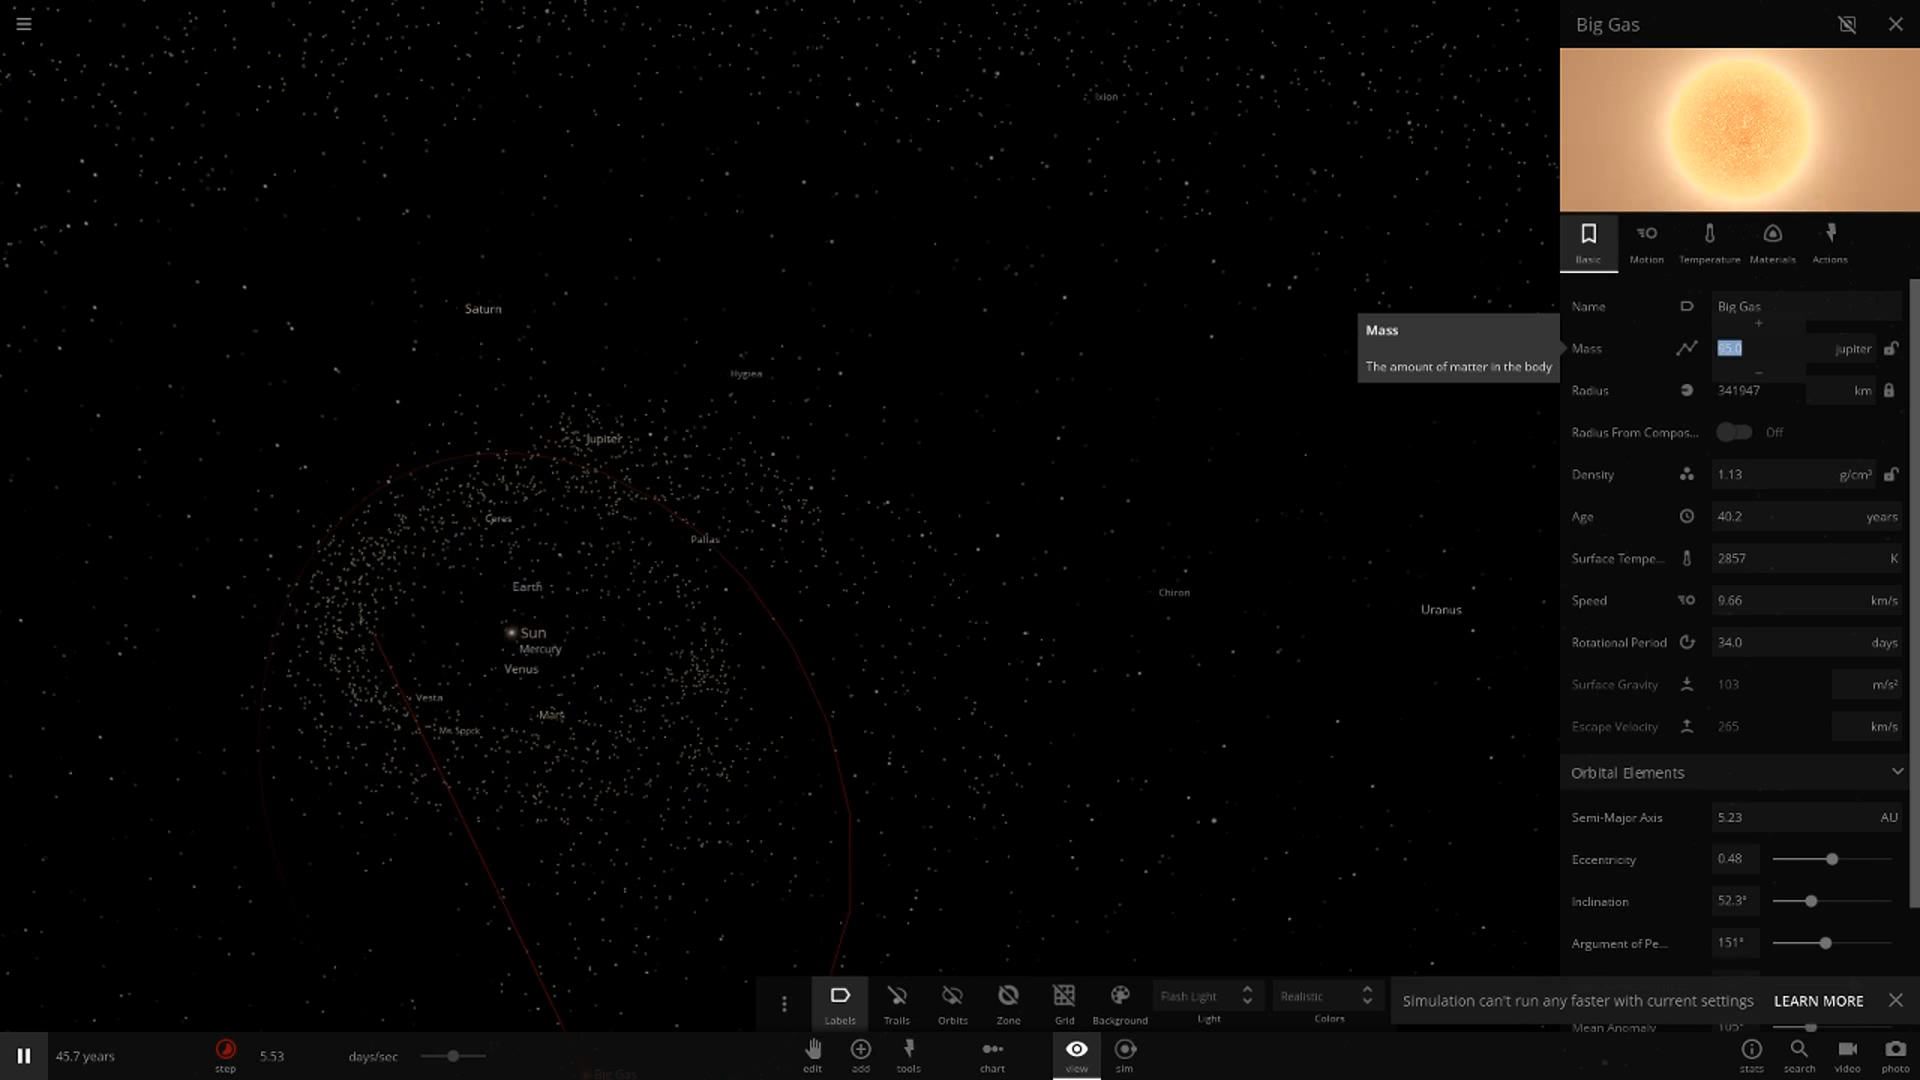 Big Gas
Ixion
Basic
Motion
Temperature
Materials
Actions
Saturn
Name
Big Gas
+
Mass
The amount of matter in the body
Mass
jupiter
−
Hygiea
Radius
341947
km
Jupiter
Radius From Compos...
Off
Density
1.13
g/cm³
Ceres
Age
40.2
years
Pallas
Surface Tempe...
2857
K
Earth
Chiron
Uranus
Speed
9.66
km/s
Sun
Mercury
Venus
Rotational Period
34.0
days
Surface Gravity
103
m/s²
Vesta
Mars
Mr. Spock
Escape Velocity
265
km/s
Orbital Elements
Semi-Major Axis
5.23
AU
Eccentricity
0.48
Inclination
52.3°
Argument of Pe...
151°
Labels
Trails
Orbits
Zone
Grid
Background
Flash Light
Light
Realistic
Colors
Simulation can't run any faster with current settings
LEARN MORE
Mean Anomaly
105°
45.7 years
step
5.53
days/sec
Big Gas
edit
add
tools
chart
view
sim
stats
search
video
photo